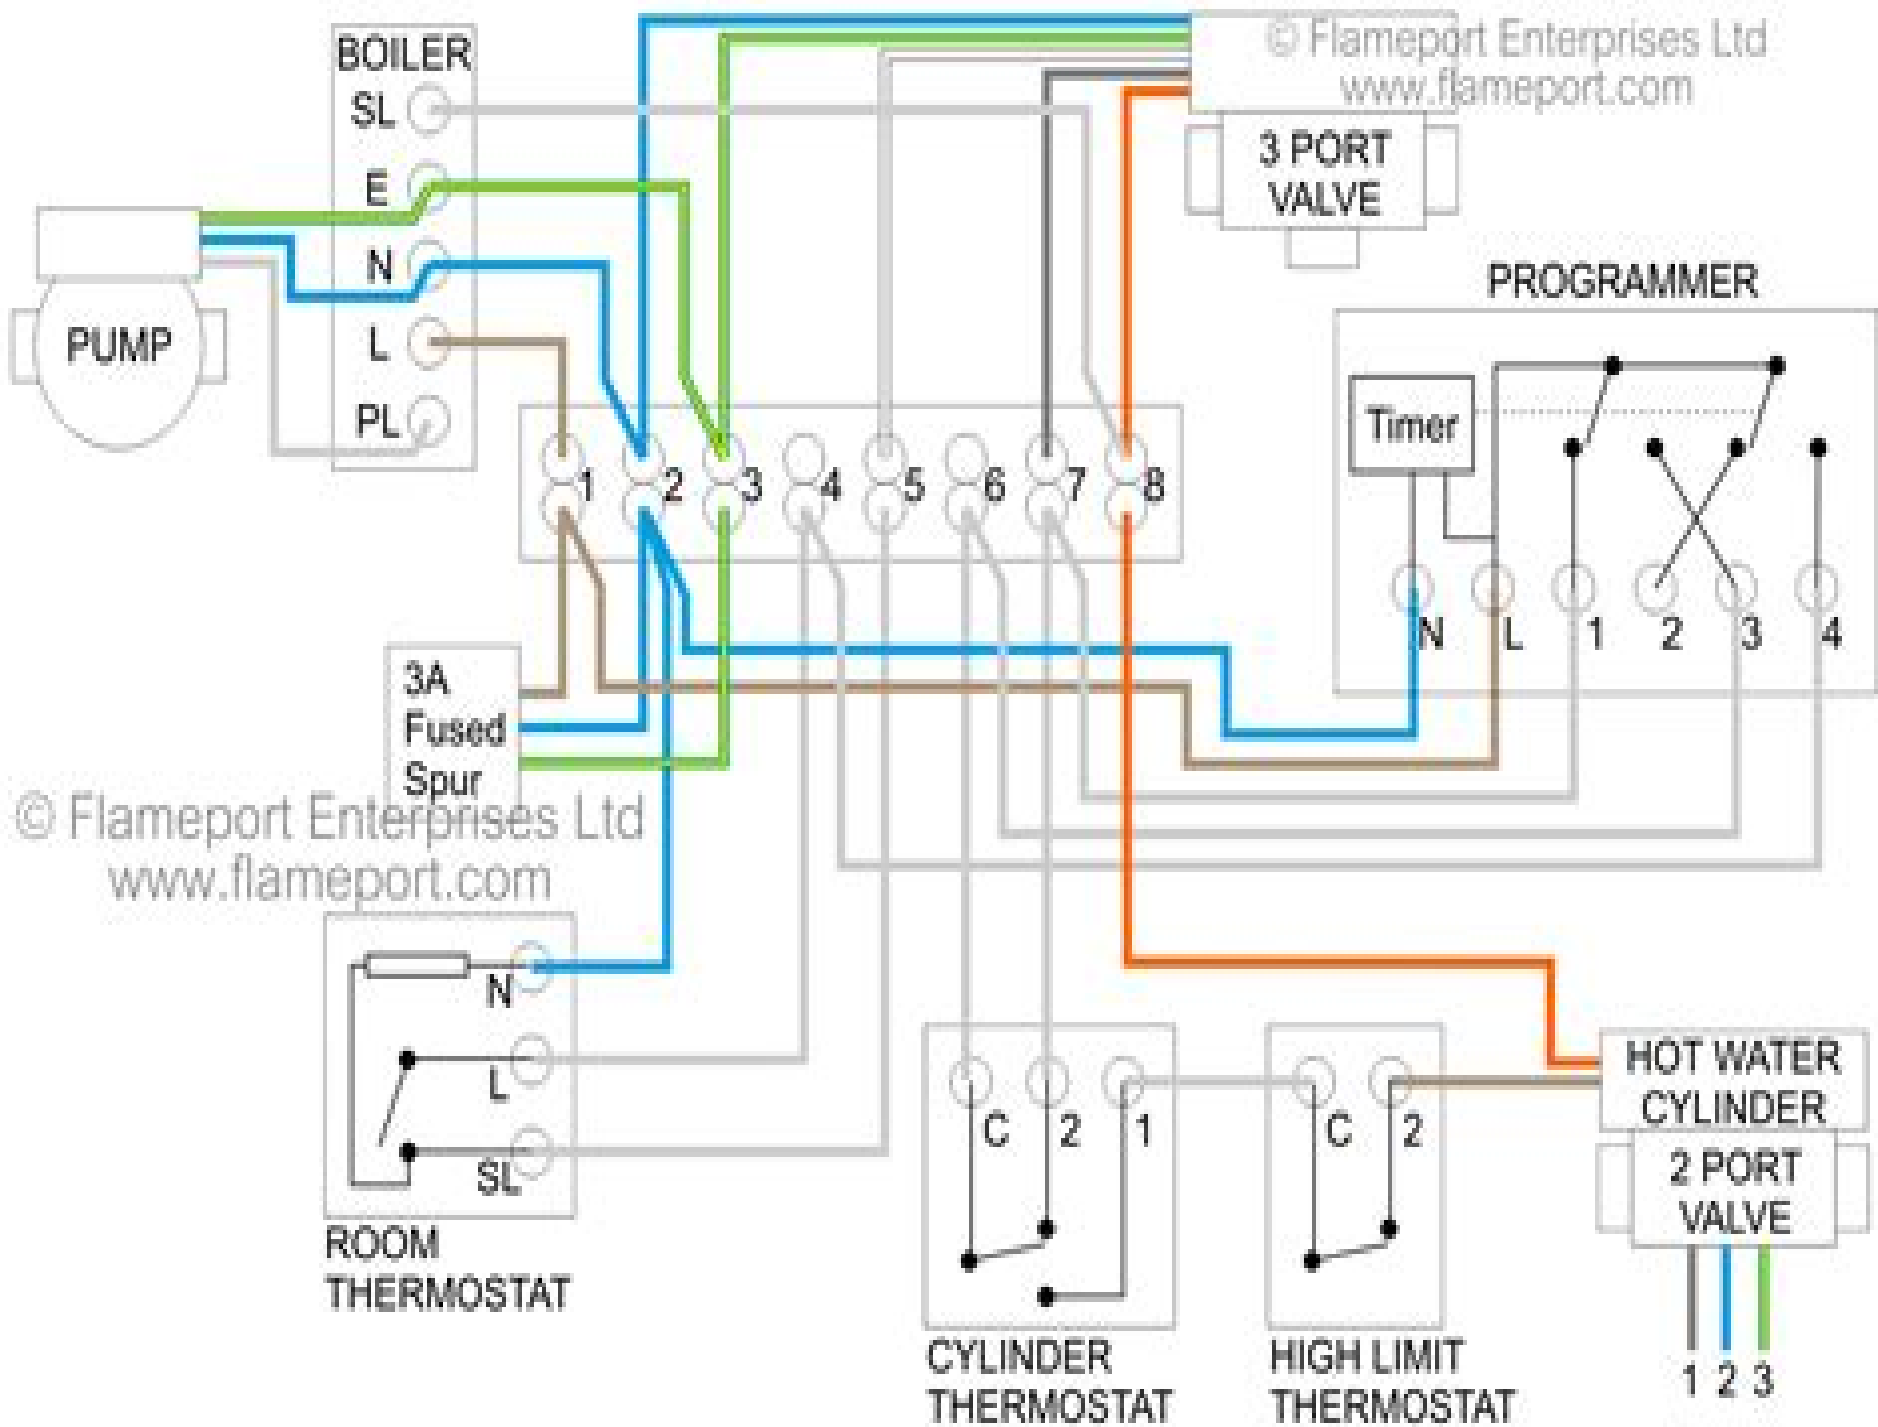 © Flameport Enterprises Ltd
www.flameport.com
BOILER
SL
E
N
L
PL
PUMP
3 PORT
VALVE
PROGRAMMER
Timer
N
L
1
2
3
4
1
2
3
4
5
6
7
8
3A
Fused
Spur
© Flameport Enterprises Ltd
www.flameport.com
N
L
SL
ROOM
THERMOSTAT
C
2
1
CYLINDER
THERMOSTAT
C
2
HIGH LIMIT
THERMOSTAT
HOT WATER
CYLINDER
2 PORT
VALVE
1 2 3